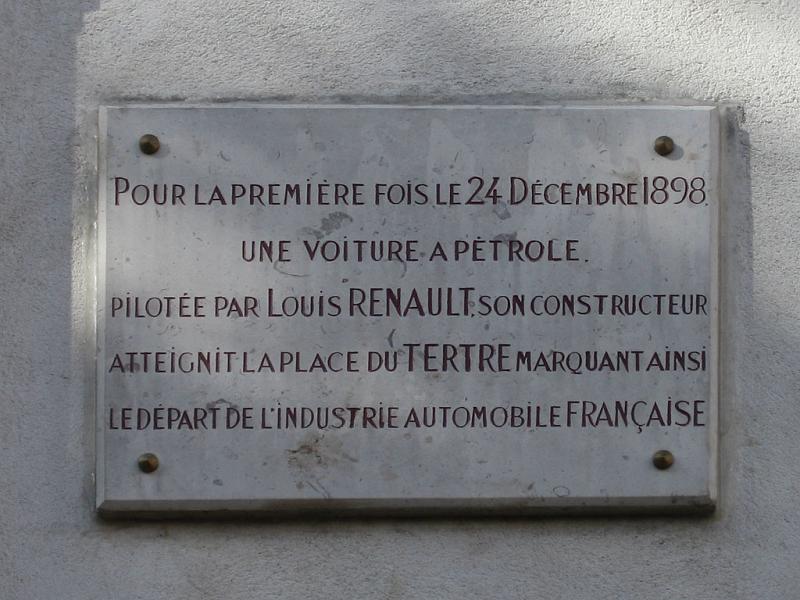 POUR LA PREMIÈRE FOIS LE 24 DÉCEMBRE 1898.
UNE VOITURE A PÉTROLE.
PILOTÉE PAR LOUIS RENAULT, SON CONSTRUCTEUR
ATTEIGNIT LA PLACE DU TERTRE MARQUANT AINSI
LE DÉPART DE L'INDUSTRIE AUTOMOBILE FRANÇAISE